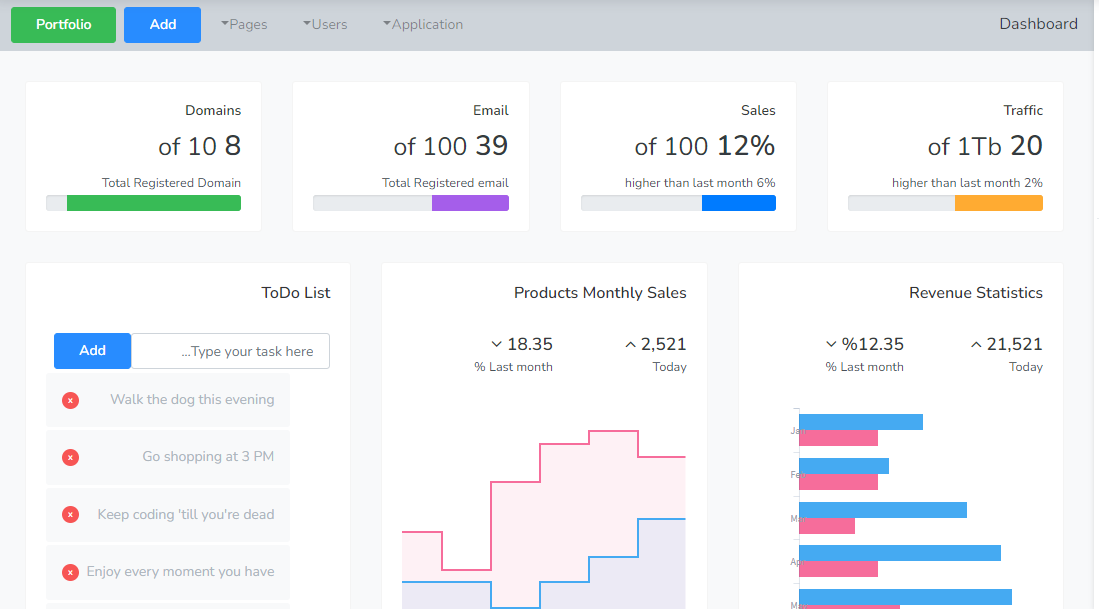 Portfolio
Add
Pages
Users
Application
Dashboard
Domains
of 10 8
Total Registered Domain
Email
of 100 39
Total Registered email
Sales
of 100 12%
higher than last month 6%
Traffic
of 1Tb 20
higher than last month 2%
ToDo List
Add
...Type your task here
Walk the dog this evening
Go shopping at 3 PM
Keep coding 'till you're dead
Enjoy every moment you have
Products Monthly Sales
18.35
% Last month
2,521
Today
Revenue Statistics
%12.35
% Last month
21,521
Today